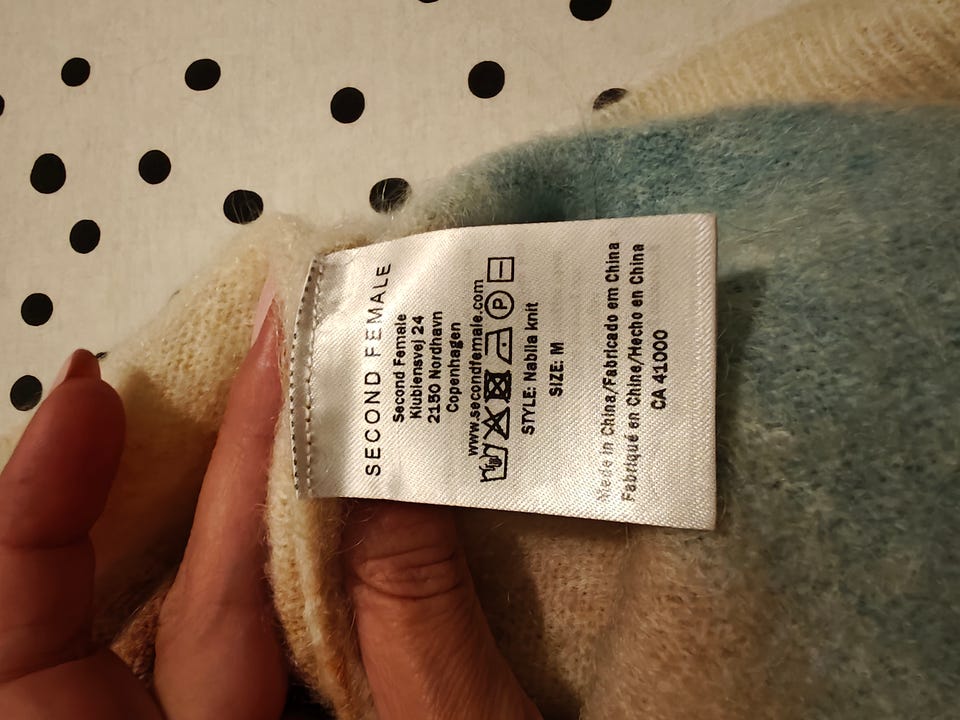 SECOND FEMALE
Second Female
Klubiensvej 24
2150 Nordhavn
Copenhagen
www.secondfemale.com
P
STYLE: Nabila knit
SIZE: M
Made in China/Fabricado em China
Fabriqué en Chine/Hecho en China
CA 41000